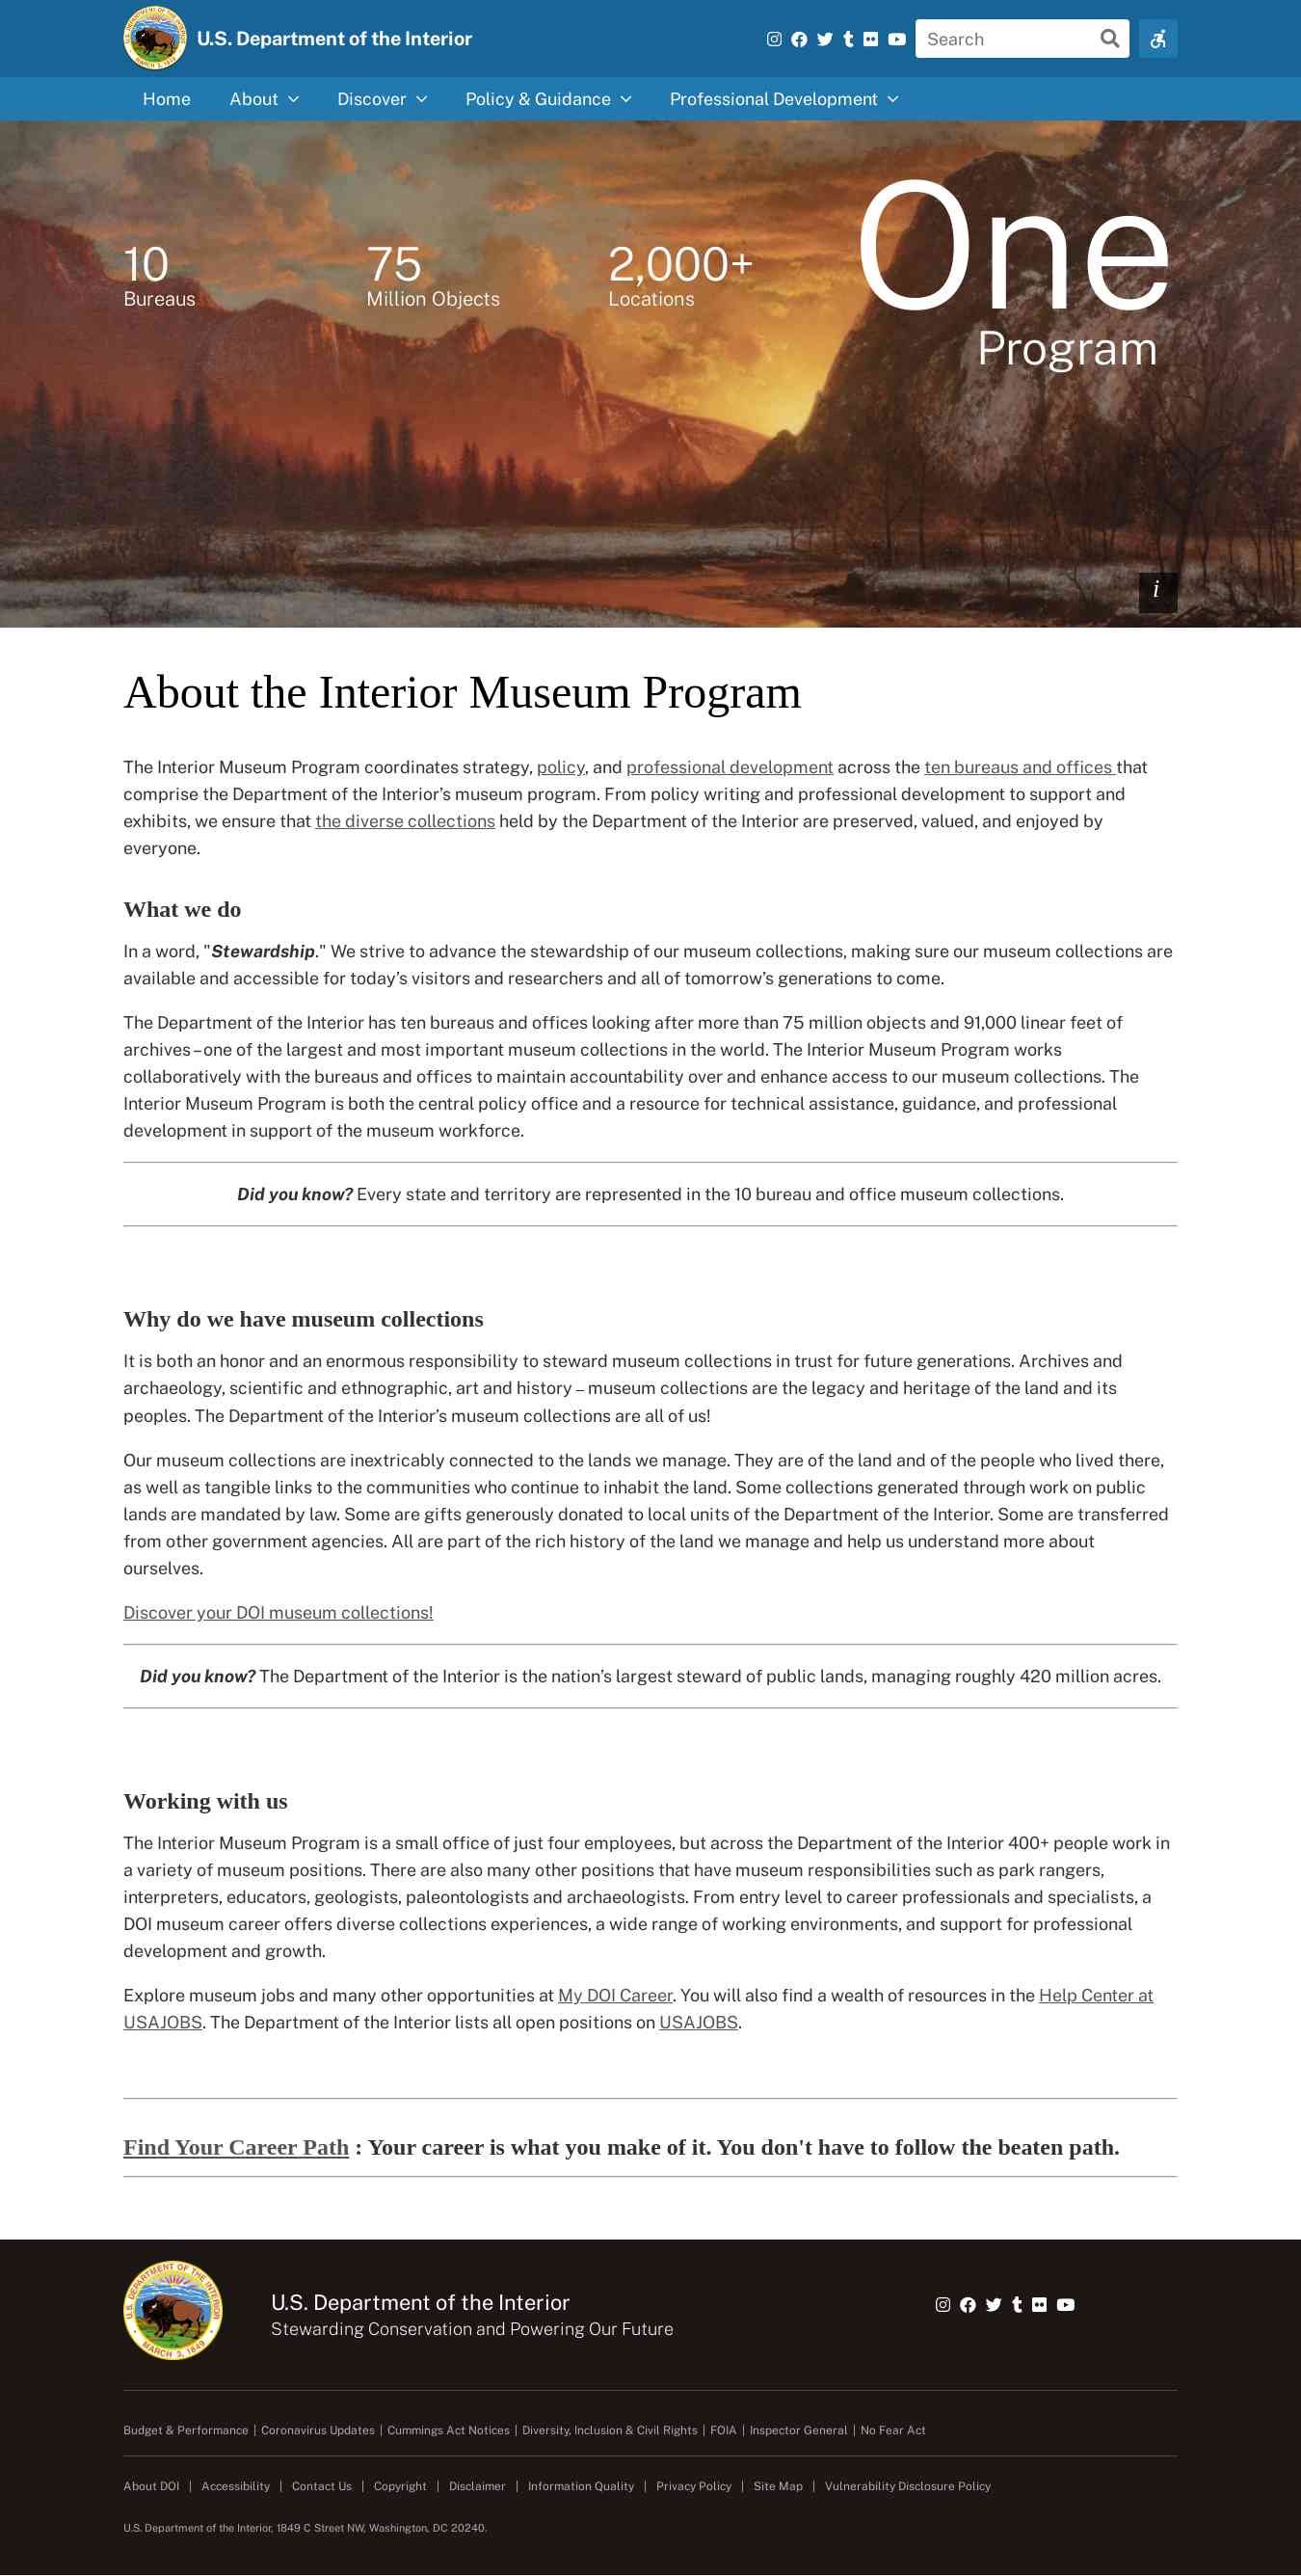 U.S. Department of the Interior
Search
Home
About
Discover
Policy & Guidance
Professional Development
10
Bureaus
75
Million Objects
2,000+
Locations
One
Program
i
About the Interior Museum Program
The Interior Museum Program coordinates strategy, policy, and professional development across the ten bureaus and offices that
comprise the Department of the Interior’s museum program. From policy writing and professional development to support and
exhibits, we ensure that the diverse collections held by the Department of the Interior are preserved, valued, and enjoyed by
everyone.
What we do
In a word, "Stewardship." We strive to advance the stewardship of our museum collections, making sure our museum collections are
available and accessible for today’s visitors and researchers and all of tomorrow’s generations to come.
The Department of the Interior has ten bureaus and offices looking after more than 75 million objects and 91,000 linear feet of
archives – one of the largest and most important museum collections in the world. The Interior Museum Program works
collaboratively with the bureaus and offices to maintain accountability over and enhance access to our museum collections. The
Interior Museum Program is both the central policy office and a resource for technical assistance, guidance, and professional
development in support of the museum workforce.
Did you know? Every state and territory are represented in the 10 bureau and office museum collections.
Why do we have museum collections
It is both an honor and an enormous responsibility to steward museum collections in trust for future generations. Archives and
archaeology, scientific and ethnographic, art and history – museum collections are the legacy and heritage of the land and its
peoples. The Department of the Interior’s museum collections are all of us!
Our museum collections are inextricably connected to the lands we manage. They are of the land and of the people who lived there,
as well as tangible links to the communities who continue to inhabit the land. Some collections generated through work on public
lands are mandated by law. Some are gifts generously donated to local units of the Department of the Interior. Some are transferred
from other government agencies. All are part of the rich history of the land we manage and help us understand more about
ourselves.
Discover your DOI museum collections!
Did you know? The Department of the Interior is the nation’s largest steward of public lands, managing roughly 420 million acres.
Working with us
The Interior Museum Program is a small office of just four employees, but across the Department of the Interior 400+ people work in
a variety of museum positions. There are also many other positions that have museum responsibilities such as park rangers,
interpreters, educators, geologists, paleontologists and archaeologists. From entry level to career professionals and specialists, a
DOI museum career offers diverse collections experiences, a wide range of working environments, and support for professional
development and growth.
Explore museum jobs and many other opportunities at My DOI Career. You will also find a wealth of resources in the Help Center at
USAJOBS. The Department of the Interior lists all open positions on USAJOBS.
Find Your Career Path : Your career is what you make of it. You don't have to follow the beaten path.
U.S. DEPARTMENT OF THE INTERIOR
MARCH 3, 1849
U.S. Department of the Interior
Stewarding Conservation and Powering Our Future
Budget & Performance | Coronavirus Updates | Cummings Act Notices | Diversity, Inclusion & Civil Rights | FOIA | Inspector General | No Fear Act
About DOI | Accessibility | Contact Us | Copyright | Disclaimer | Information Quality | Privacy Policy | Site Map | Vulnerability Disclosure Policy
U.S. Department of the Interior, 1849 C Street NW, Washington, DC 20240.